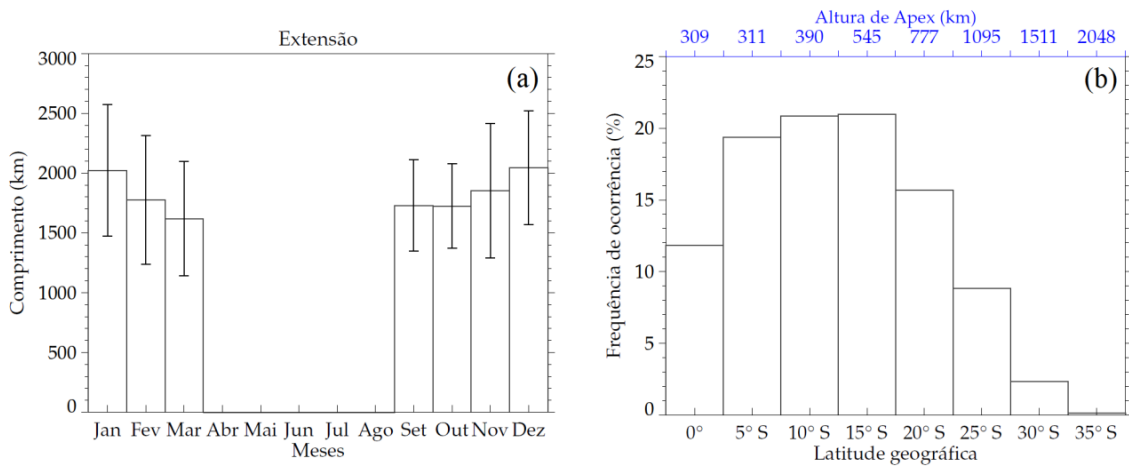 Extensão
(a)
Comprimento (km)
3000
2500
2000
1500
1000
500
0
Jan Fev Mar Abr Mai Jun Jul Ago Set Out Nov Dez
Meses
Altura de Apex (km)
309 311 390 545 777 1095 1511 2048
(b)
Frequência de ocorrência (%)
25
20
15
10
5
0
0° 5° S 10° S 15° S 20° S 25° S 30° S 35° S
Latitude geográfica